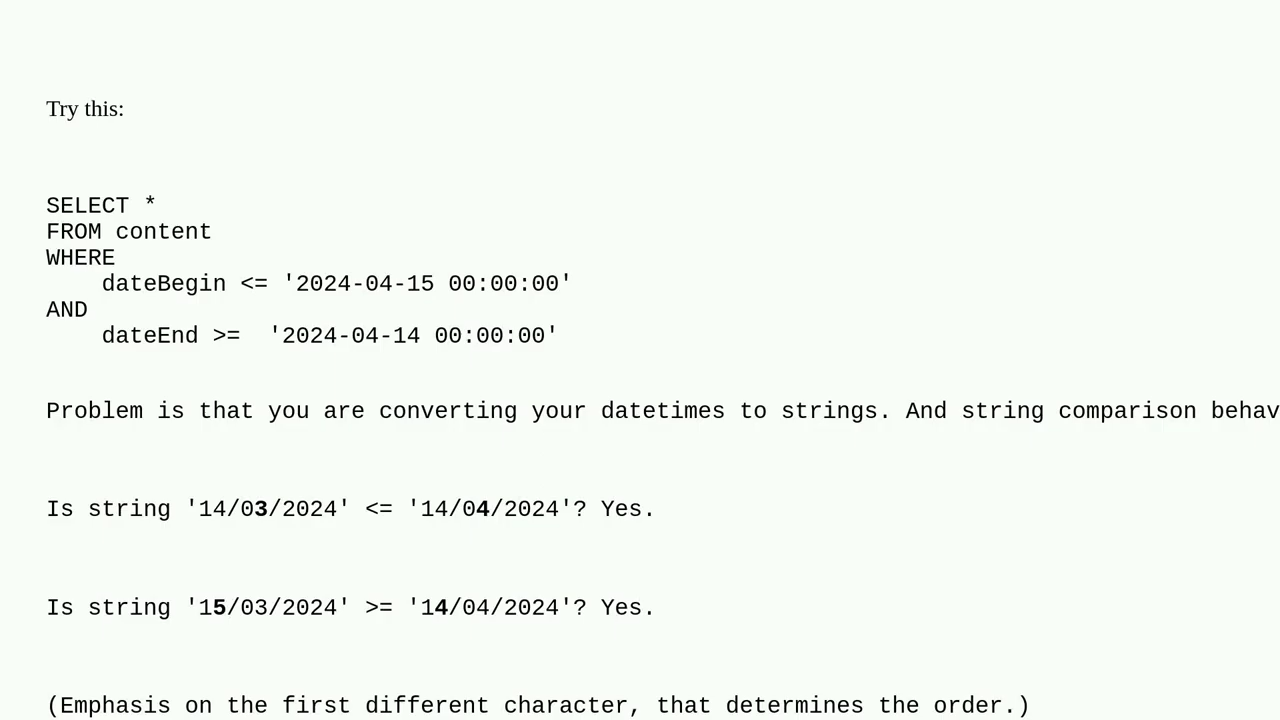 Try this:
SELECT *
FROM content
WHERE
    dateBegin <= '2024-04-15 00:00:00'
AND
    dateEnd >=  '2024-04-14 00:00:00'
Problem is that you are converting your datetimes to strings. And string comparison
Is string '14/03/2024' <= '14/04/2024'? Yes.
Is string '15/03/2024' >= '14/04/2024'? Yes.
(Emphasis on the first different character, that determines the order.)